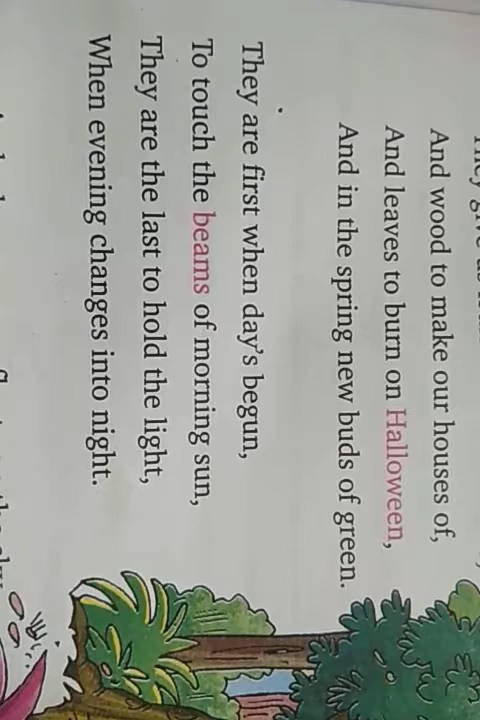 And wood to make our houses of,
And leaves to burn on Halloween,
And in the spring new buds of green.
They are first when day's begun,
To touch the beams of morning sun,
They are the last to hold the light,
When evening changes into night.